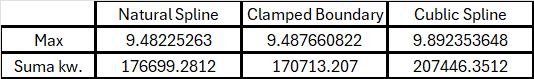 Natural Spline Clamped Boundary Cublic Spline
Max 9.48225263 9.487660822 9.892353648
Suma kw. 176699.2812 170713.207 207446.3512